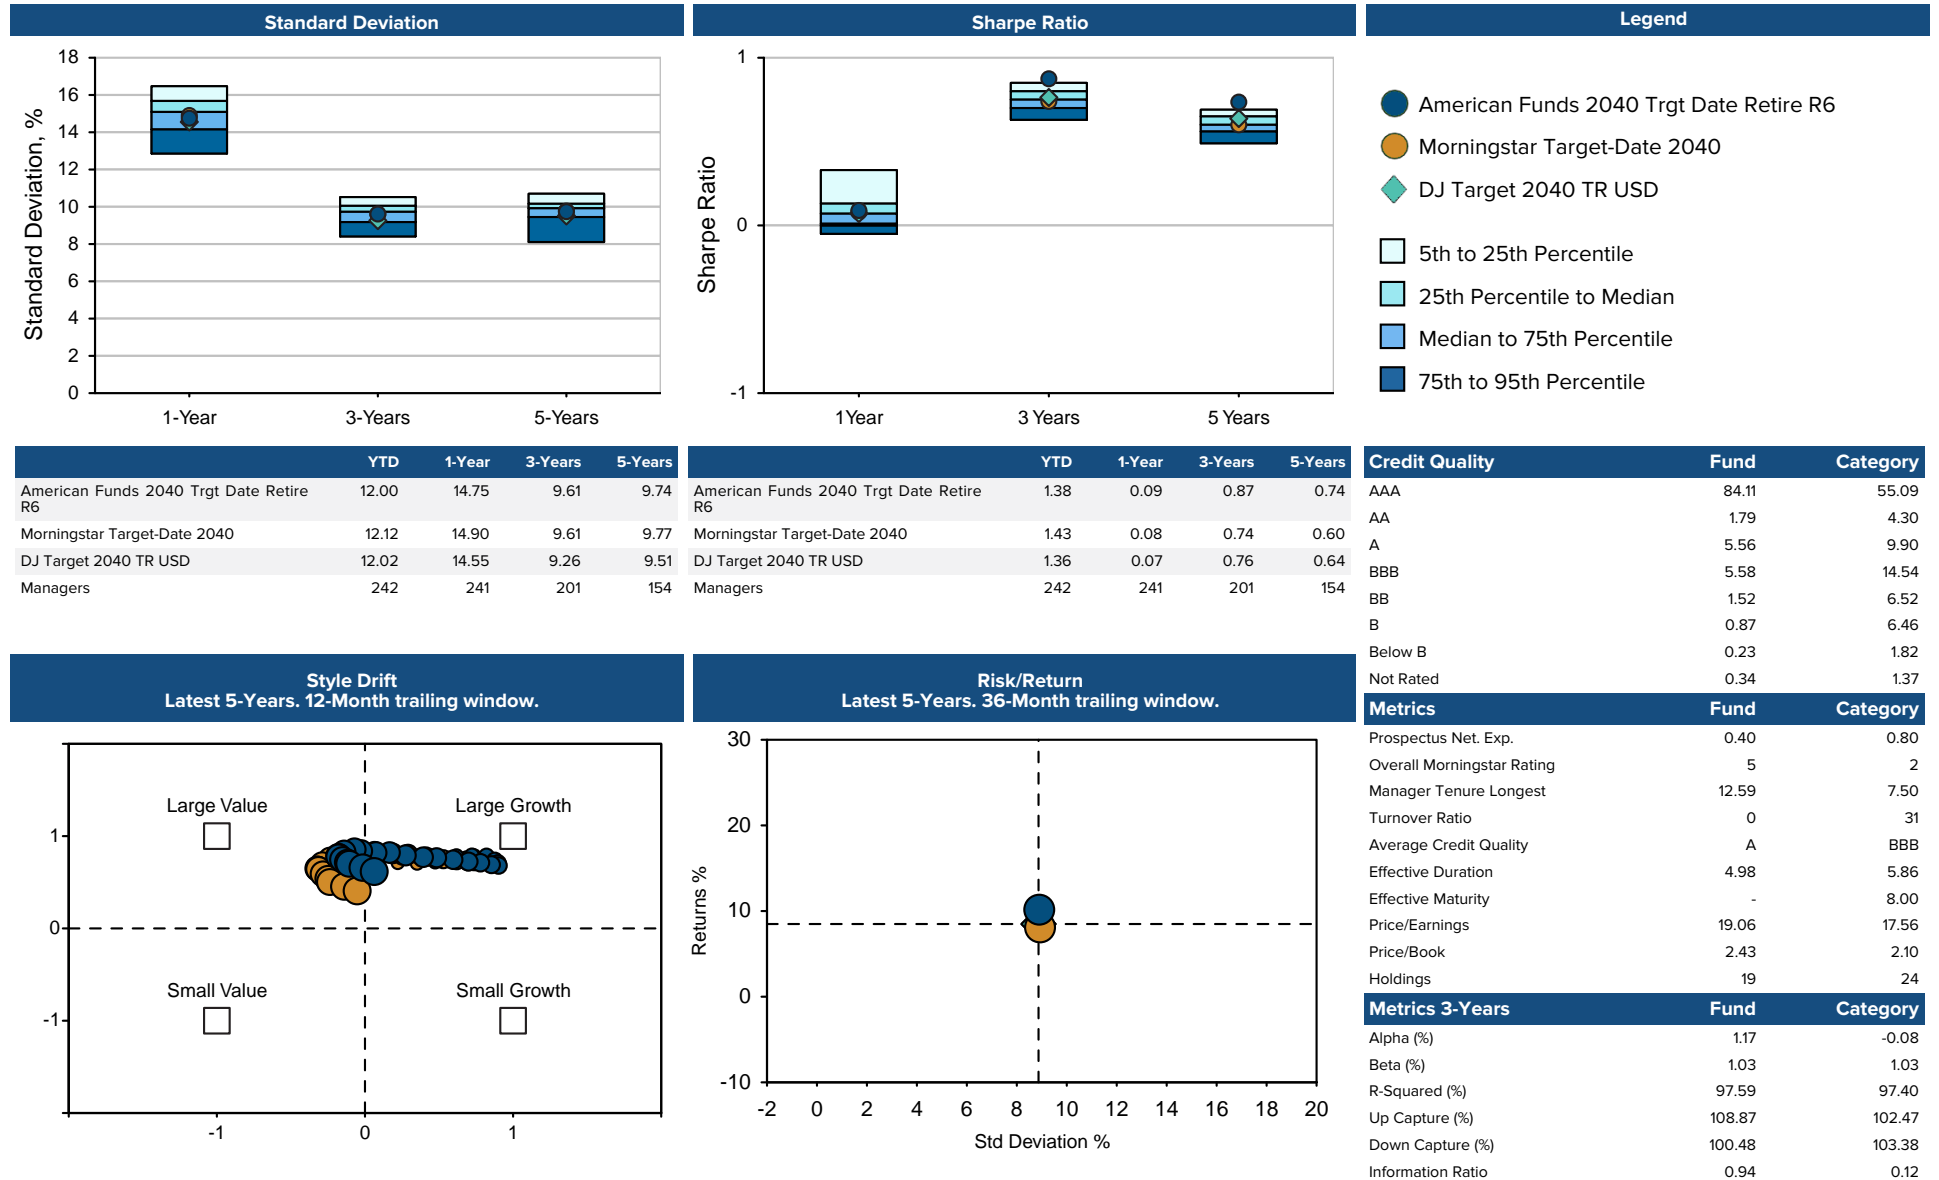 Standard Deviation
18
16
14
12
10
8
6
4
2
0
Standard Deviation, %
1-Year 3-Years 5-Years
Sharpe Ratio
1
0
-1
Sharpe Ratio
1 Year 3 Years 5 Years
Legend
American Funds 2040 Trgt Date Retire R6
Morningstar Target-Date 2040
DJ Target 2040 TR USD
5th to 25th Percentile
25th Percentile to Median
Median to 75th Percentile
75th to 95th Percentile
YTD 1-Year 3-Years 5-Years
American Funds 2040 Trgt Date Retire 12.00 14.75 9.61 9.74
R6
Morningstar Target-Date 2040 12.12 14.90 9.61 9.77
DJ Target 2040 TR USD 12.02 14.55 9.26 9.51
Managers 242 241 201 154
YTD 1-Year 3-Years 5-Years
American Funds 2040 Trgt Date Retire 1.38 0.09 0.87 0.74
R6
Morningstar Target-Date 2040 1.43 0.08 0.74 0.60
DJ Target 2040 TR USD 1.36 0.07 0.76 0.64
Managers 242 241 201 154
Credit Quality Fund Category
AAA 84.11 55.09
AA 1.79 4.30
A 5.56 9.90
BBB 5.58 14.54
BB 1.52 6.52
B 0.87 6.46
Below B 0.23 1.82
Not Rated 0.34 1.37
Metrics Fund Category
Prospectus Net. Exp. 0.40 0.80
Overall Morningstar Rating 5 2
Manager Tenure Longest 12.59 7.50
Turnover Ratio 0 31
Average Credit Quality A BBB
Effective Duration 4.98 5.86
Effective Maturity - 8.00
Price/Earnings 19.06 17.56
Price/Book 2.43 2.10
Holdings 19 24
Metrics 3-Years Fund Category
Alpha (%) 1.17 -0.08
Beta (%) 1.03 1.03
R-Squared (%) 97.59 97.40
Up Capture (%) 108.87 102.47
Down Capture (%) 100.48 103.38
Information Ratio 0.94 0.12
Style Drift
Latest 5-Years. 12-Month trailing window.
Large Value Large Growth
Small Value Small Growth
1
0
-1
-1 0 1
Risk/Return
Latest 5-Years. 36-Month trailing window.
30
20
10
0
-10
Returns %
-2 0 2 4 6 8 10 12 14 16 18 20
Std Deviation %